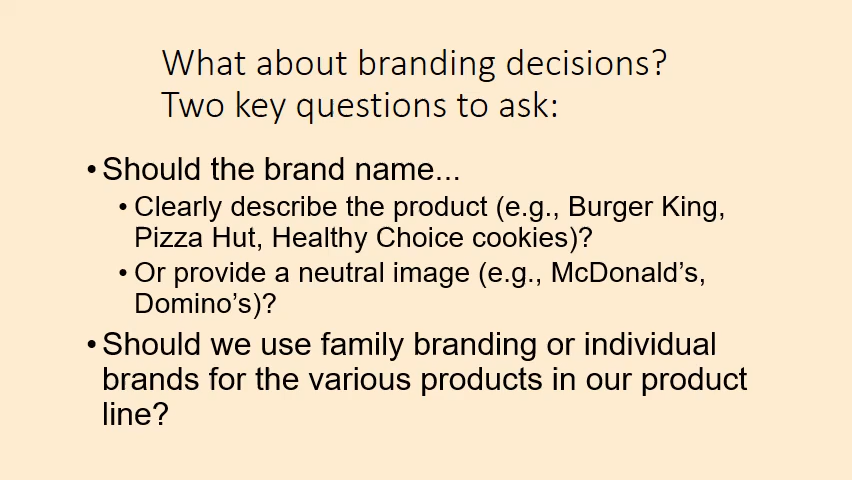 What about branding decisions?
Two key questions to ask:
•Should the brand name...
•Clearly describe the product (e.g., Burger King,
Pizza Hut, Healthy Choice cookies)?
•Or provide a neutral image (e.g., McDonald’s,
Domino’s)?
•Should we use family branding or individual
brands for the various products in our product
line?